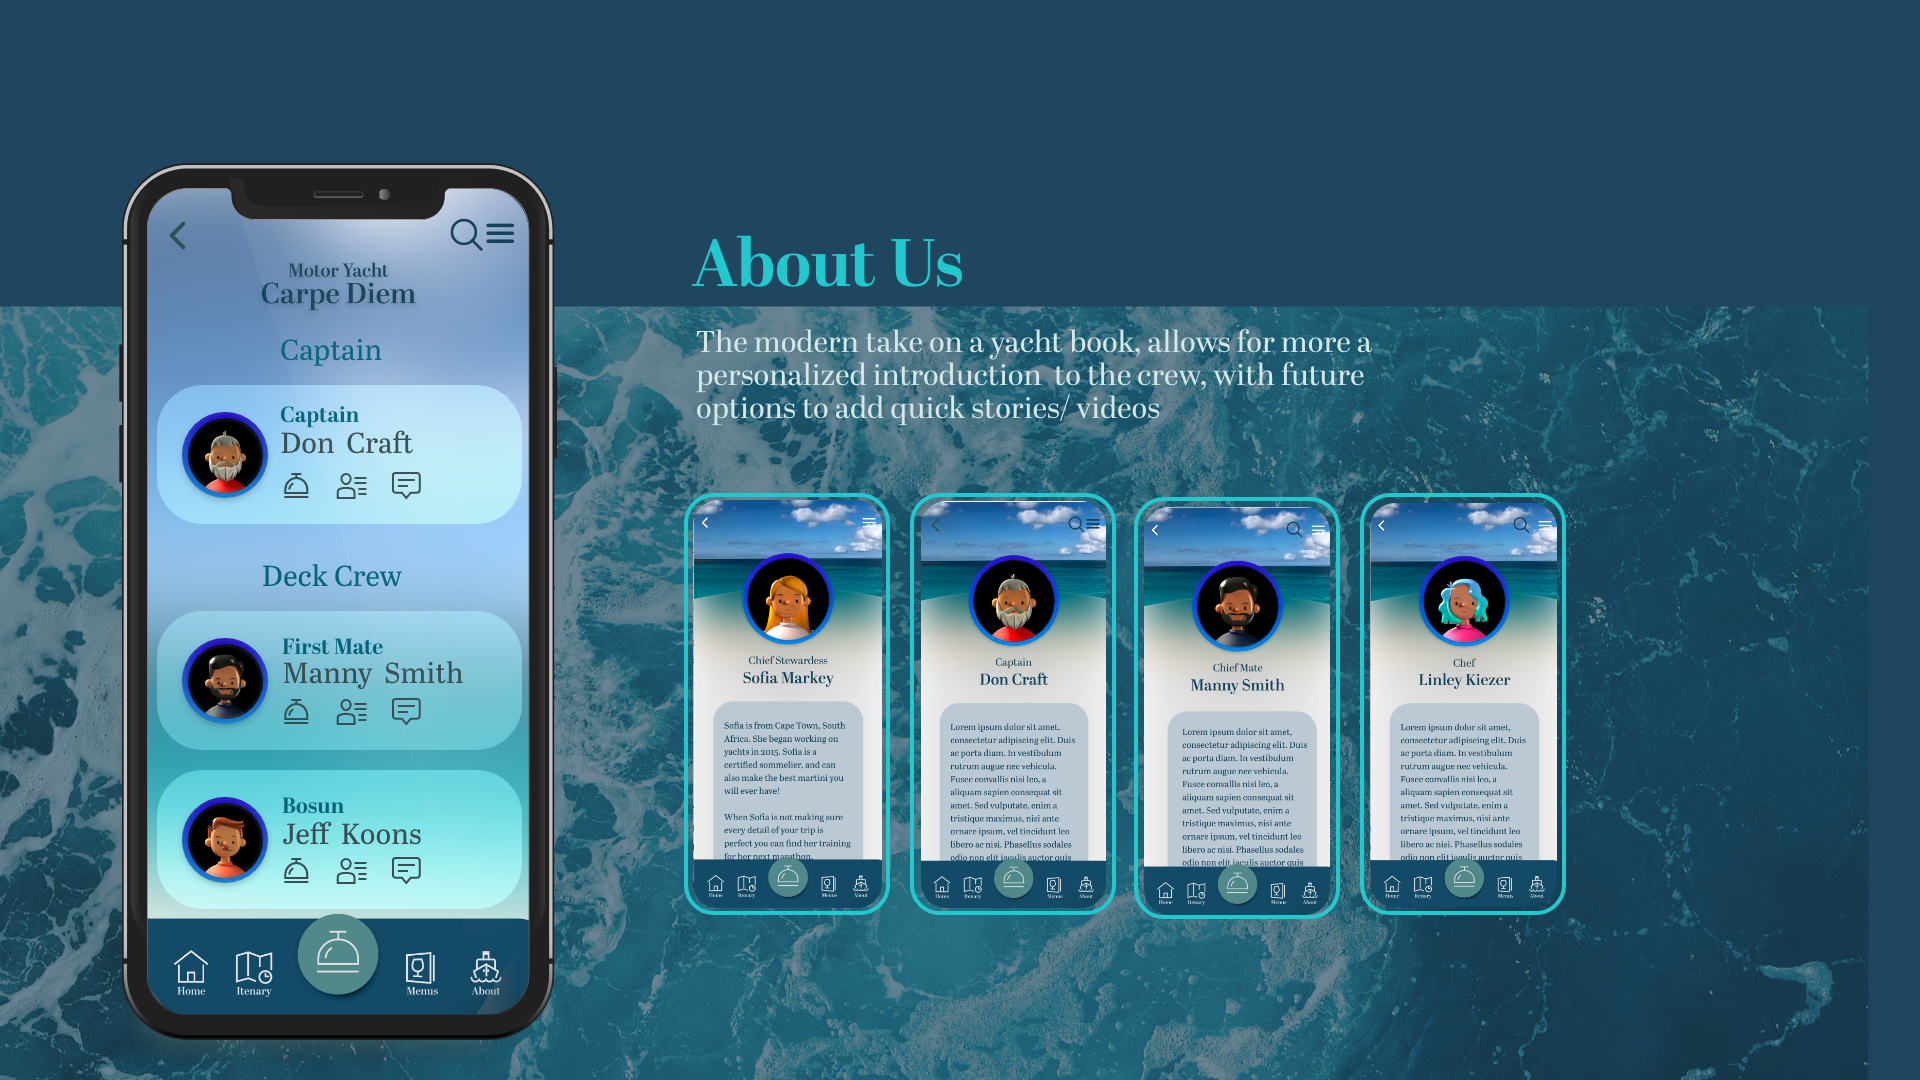 Motor Yacht
Carpe Diem
Captain
Captain
Don Craft
Deck Crew
First Mate
Manny Smith
Bosun
Jeff Koons
Home
Itenary
Menus
About
About Us
The modern take on a yacht book, allows for more a
personalized introduction to the crew, with future
options to add quick stories/ videos
Chief Stewardess
Sofia Markey
Sofia is from Cape Town, South
Africa. She began working on
yachts in 2015. Sofia is a
certified sommelier, and can
also make the best martini you
will ever have!
When Sofia is not making sure
every detail of your trip is
perfect you can find her training
for her next marathon.
Home
Itenary
Menus
About
Captain
Don Craft
Lorem ipsum dolor sit amet,
consectetur adipiscing elit. Duis
ac porta diam. In vestibulum
rutrum augue nec vehicula.
Fusce convallis nisi leo, a
aliquam sapien consequat sit
amet. Sed vulputate, enim a
tristique maximus, nisi ante
ornare ipsum, vel tincidunt leo
libero ac nisi. Phasellus sodales
odio non elit iaculis auctor quis
Home
Itenary
Menus
About
Chief Mate
Manny Smith
Lorem ipsum dolor sit amet,
consectetur adipiscing elit. Duis
ac porta diam. In vestibulum
rutrum augue nec vehicula.
Fusce convallis nisi leo, a
aliquam sapien consequat sit
amet. Sed vulputate, enim a
tristique maximus, nisi ante
ornare ipsum, vel tincidunt leo
libero ac nisi. Phasellus sodales
odio non elit iaculis auctor quis
Home
Itenary
Menus
About
Chef
Linley Kiezer
Lorem ipsum dolor sit amet,
consectetur adipiscing elit. Duis
ac porta diam. In vestibulum
rutrum augue nec vehicula.
Fusce convallis nisi leo, a
aliquam sapien consequat sit
amet. Sed vulputate, enim a
tristique maximus, nisi ante
ornare ipsum, vel tincidunt leo
libero ac nisi. Phasellus sodales
odio non elit iaculis auctor quis
Home
Itenary
Menus
About